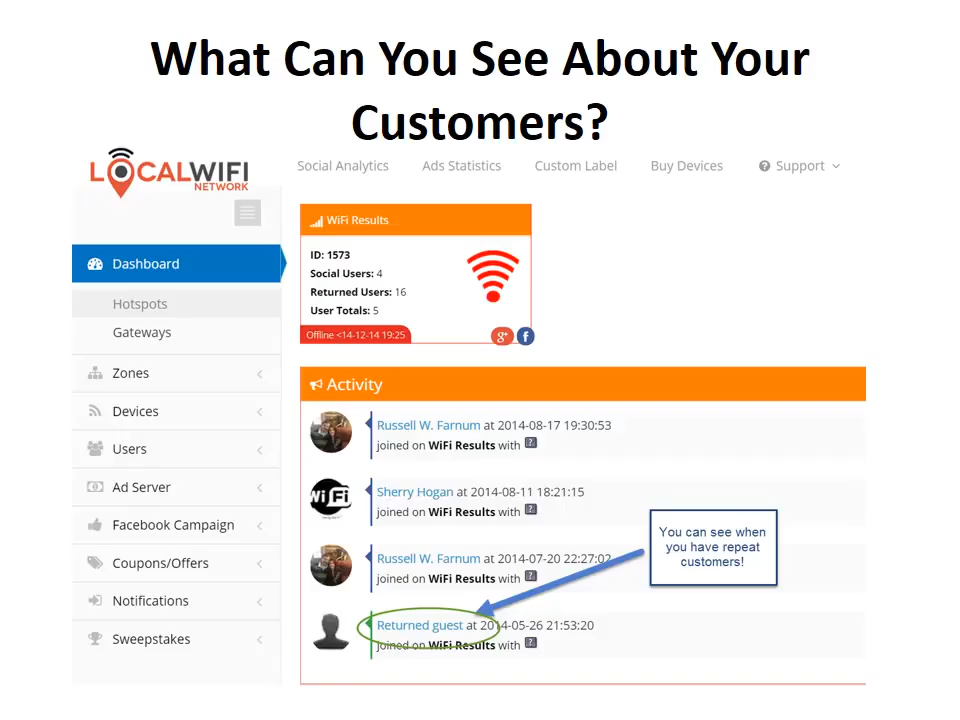 What Can You See About Your
Customers?
LOCALWIFI
NETWORK
Social Analytics
Ads Statistics
Custom Label
Buy Devices
Support
Dashboard
Hotspots
Gateways
Zones
Devices
Users
Ad Server
Facebook Campaign
Coupons/Offers
Notifications
Sweepstakes
WiFi Results
ID: 1573
Social Users: 4
Returned Users: 16
User Totals: 5
Offline <14-12-14 19:25
g+ f
Activity
Russell W. Farnum at 2014-08-17 19:30:53
joined on WiFi Results with ?
WiFi
Sherry Hogan at 2014-08-11 18:21:15
joined on WiFi Results with ?
Russell W. Farnum at 2014-07-20 22:27:02
joined on WiFi Results with ?
Returned guest at 2014-05-26 21:53:20
joined on WiFi Results with ?
You can see when
you have repeat
customers!